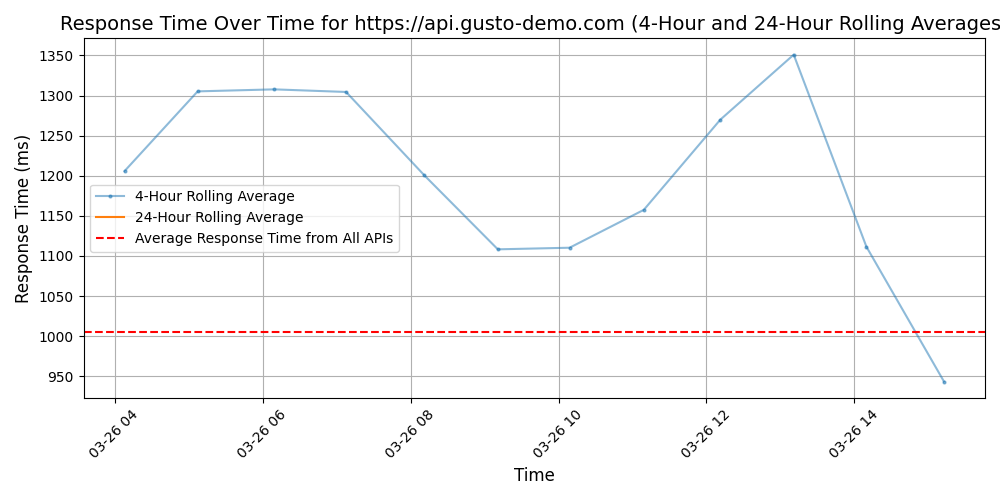 Response Time Over Time for https://api.gusto-demo.com (4-Hour and 24-Hour Rolling Averages
1350
1300
1250
1200
1150
1100
1050
1000
950
Response Time (ms)
4-Hour Rolling Average
24-Hour Rolling Average
Average Response Time from All APIs
03-26 04
03-26 06
03-26 08
03-26 10
03-26 12
03-26 14
Time